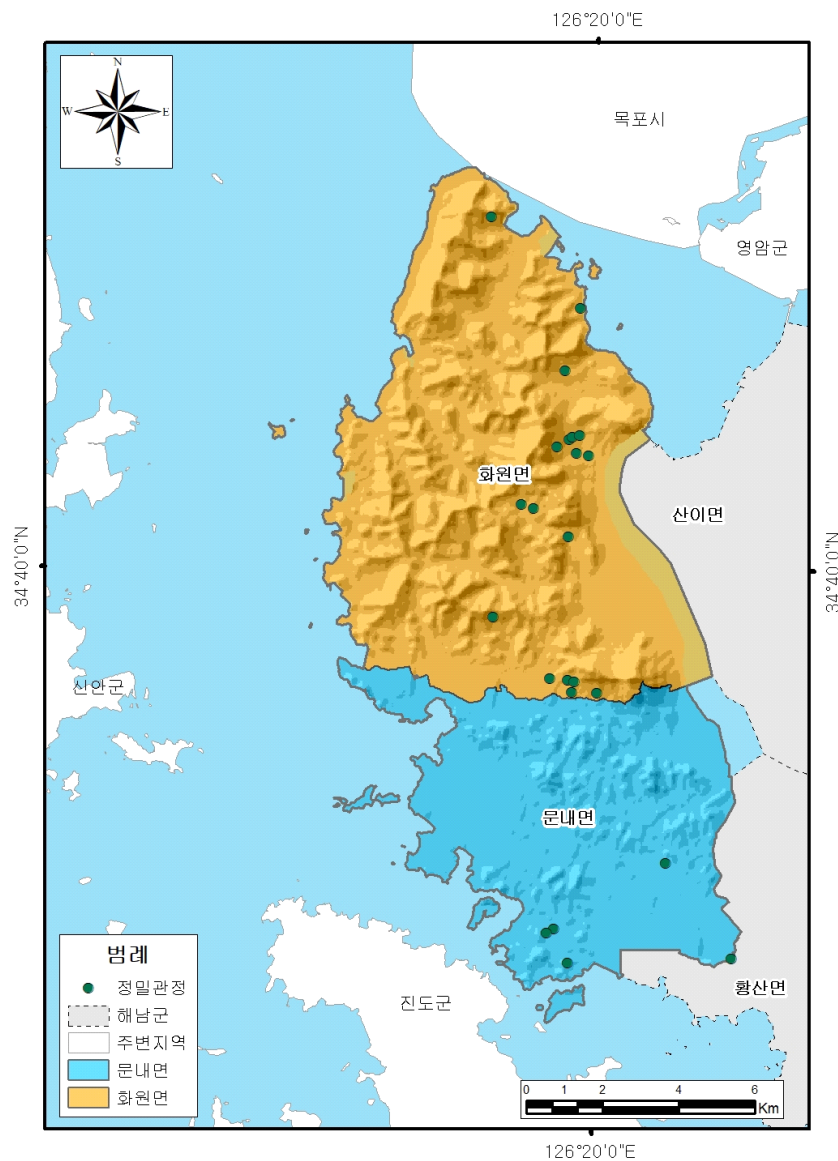 126°20'0"E
N
W E
S
목포시
영암군
화원면
산이면
34°40'0"N
34°40'0"N
신안군
문내면
범례
정밀관정
해남군
주변지역
문내면
화원면
진도군
황산면
0 1 2 4 6
Km
126°20'0"E